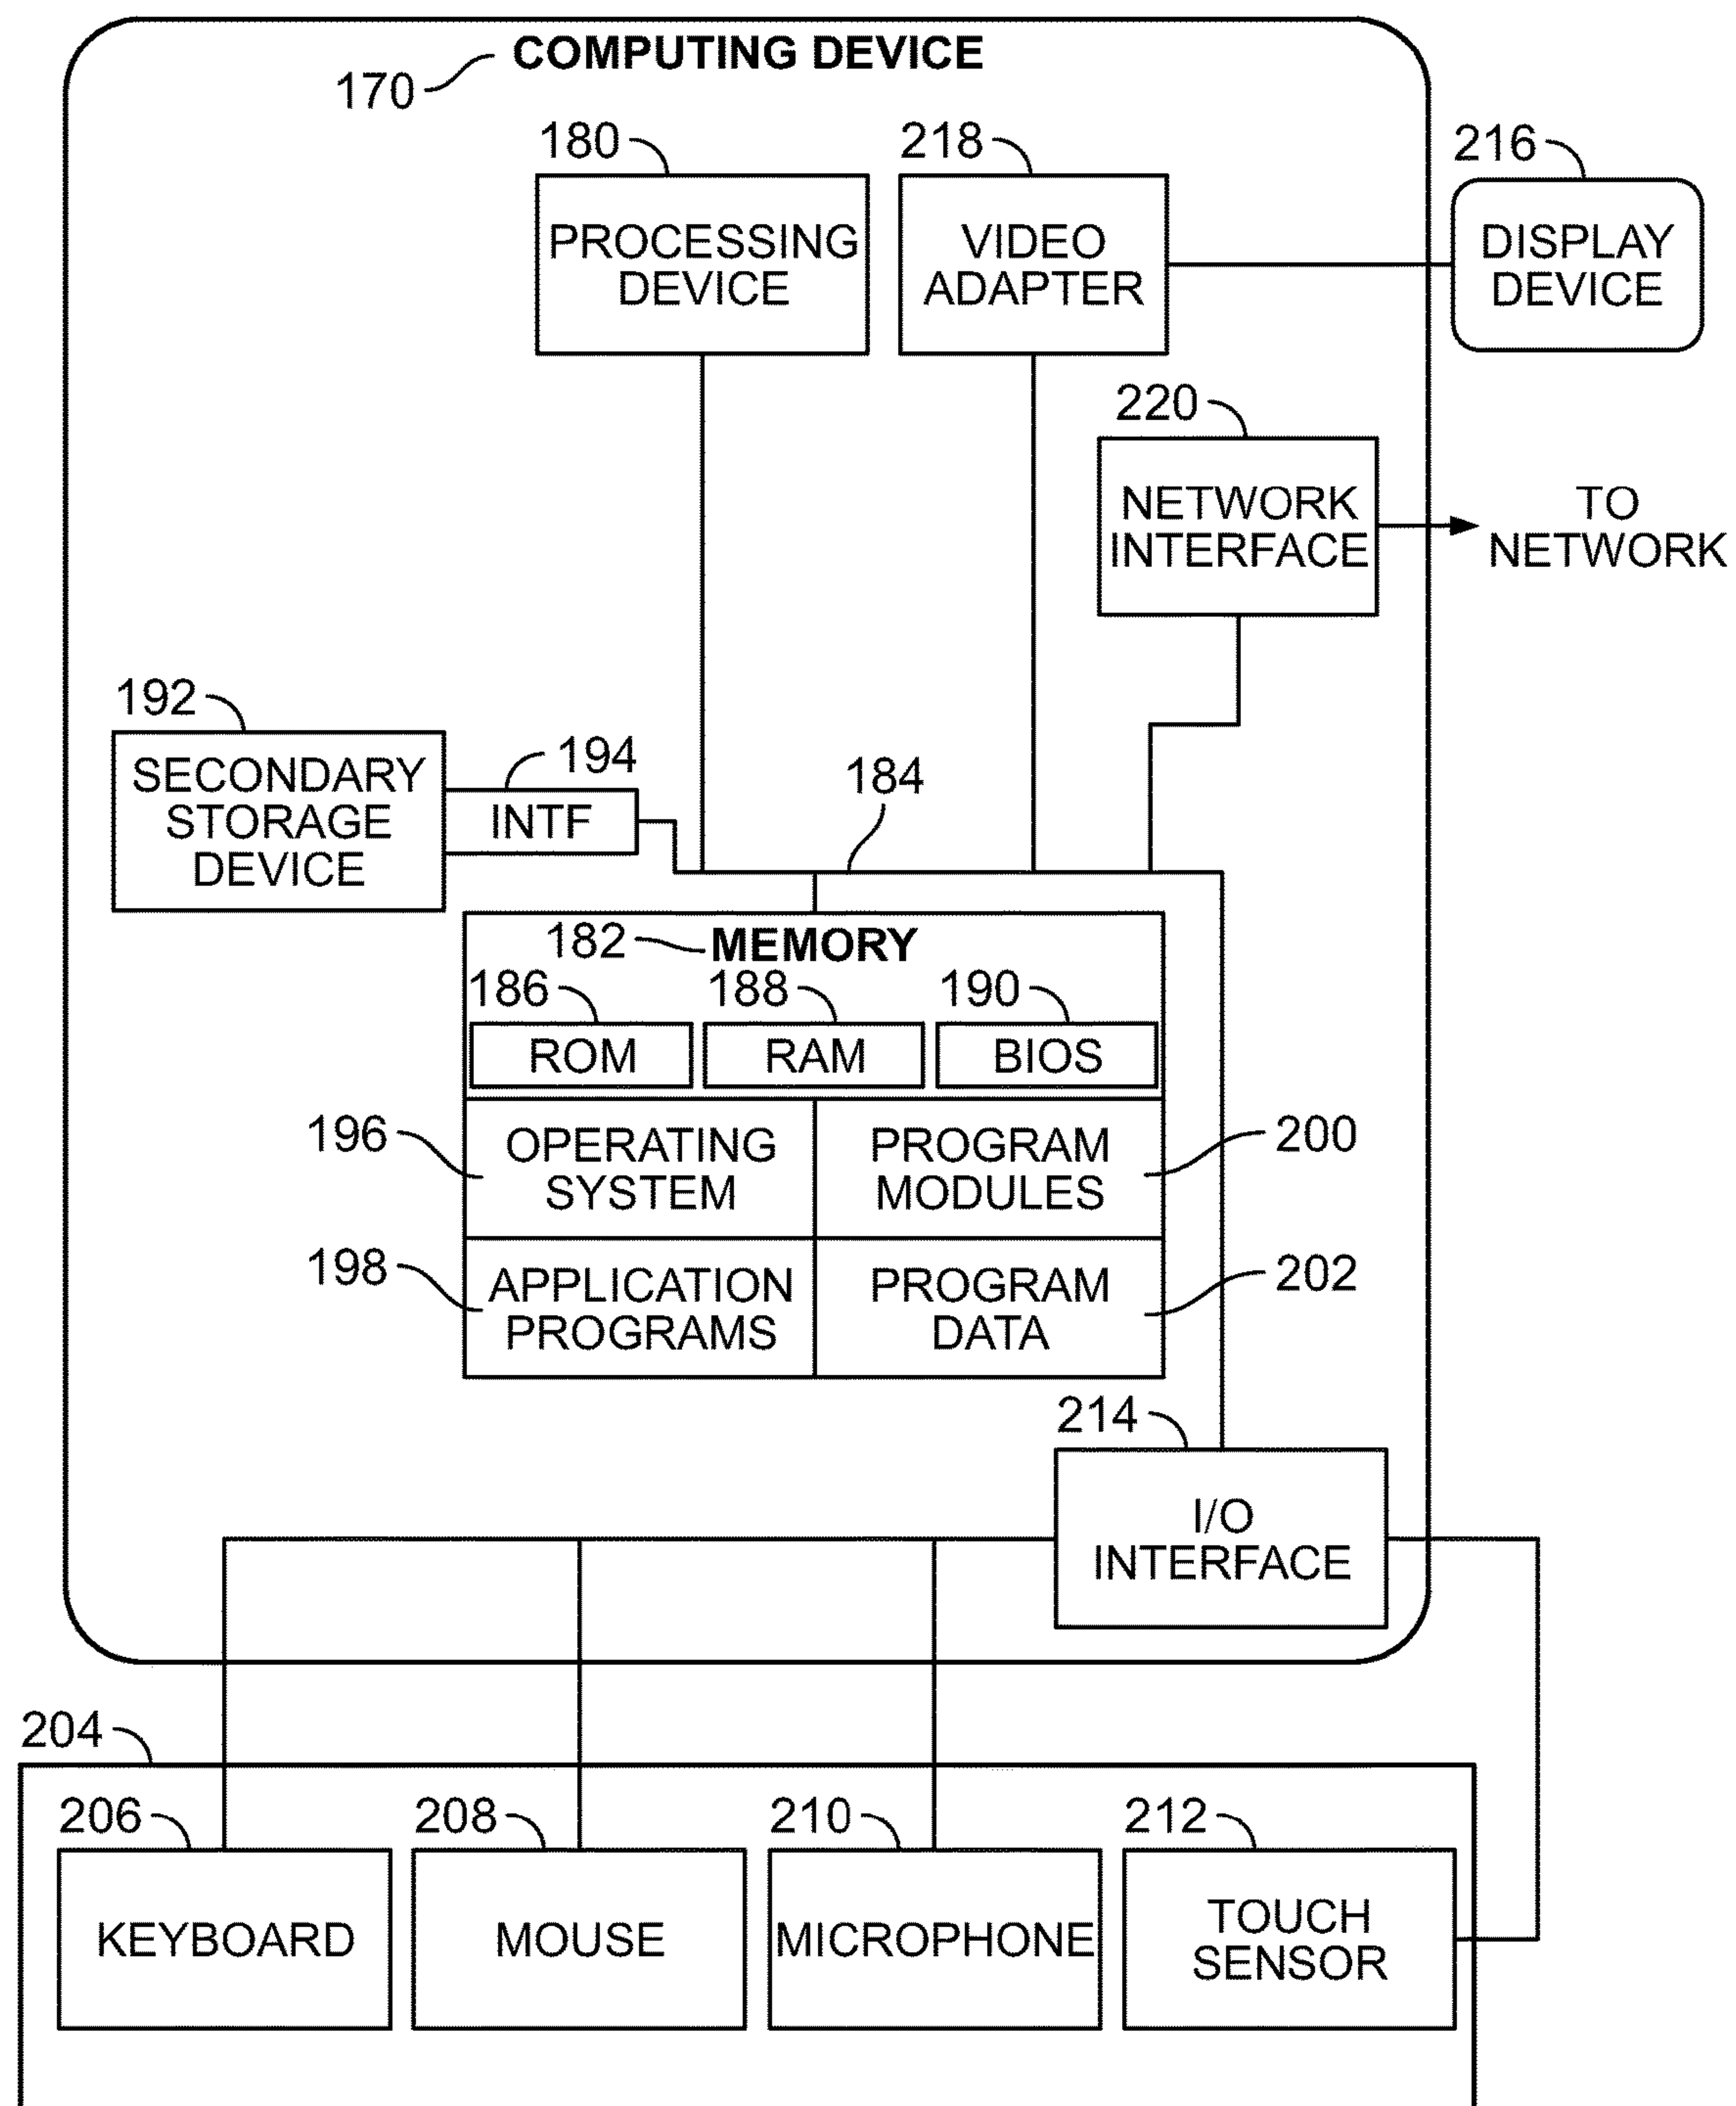 COMPUTING DEVICE
170
180
218
216
PROCESSING
DEVICE
VIDEO
ADAPTER
DISPLAY
DEVICE
220
NETWORK
INTERFACE
TO
NETWORK
192
SECONDARY
STORAGE
DEVICE
194
INTF
184
182
MEMORY
186
188
190
ROM
RAM
BIOS
196
OPERATING
SYSTEM
PROGRAM
MODULES
200
198
APPLICATION
PROGRAMS
PROGRAM
DATA
202
214
I/O
INTERFACE
204
206
208
210
212
KEYBOARD
MOUSE
MICROPHONE
TOUCH
SENSOR